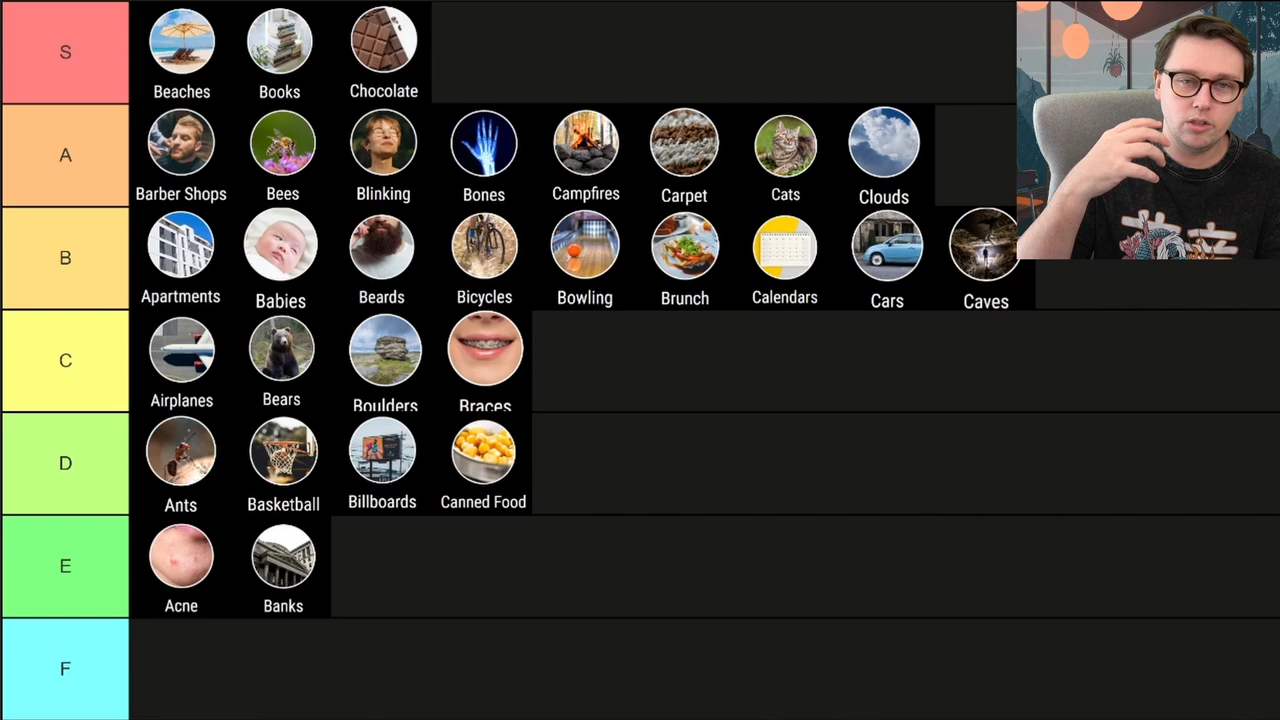 S
Beaches
Books
Chocolate
A
Barber Shops
Bees
Blinking
Bones
Campfires
Carpet
Cats
Clouds
B
Apartments
Babies
Beards
Bicycles
Bowling
Brunch
Calendars
Cars
Caves
C
Airplanes
Bears
Boulders
Braces
D
Ants
Basketball
Billboards
Canned Food
E
Acne
Banks
F